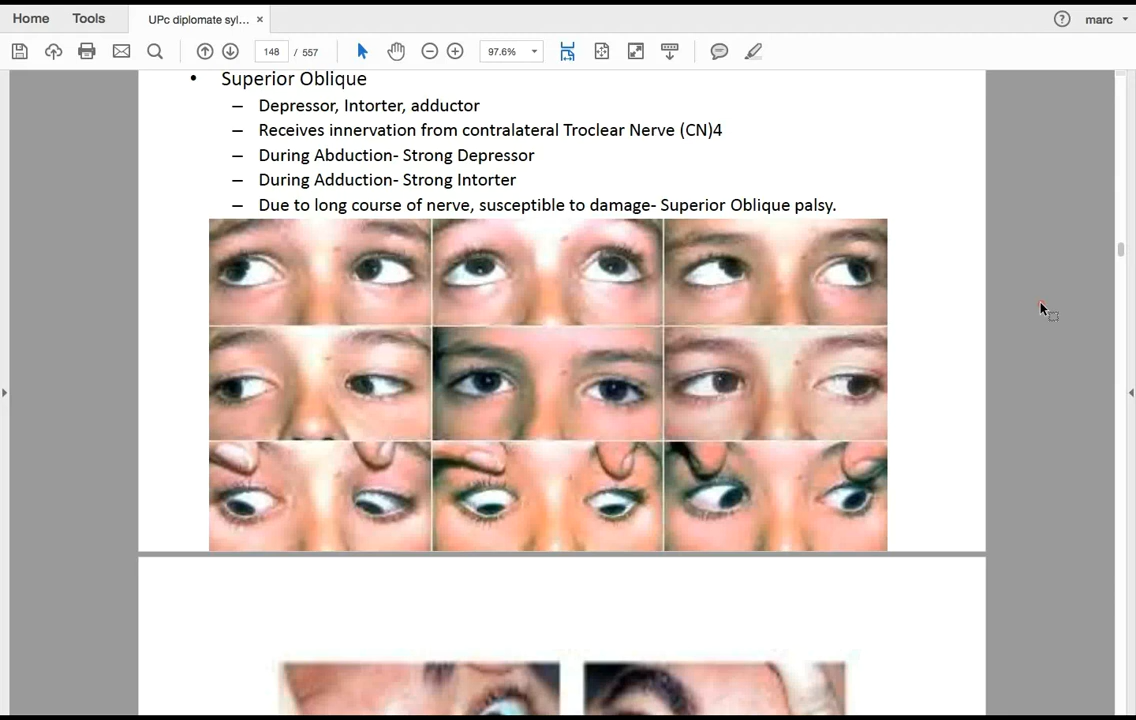 Home Tools UPc diplomate syl... × ? marc
148 / 557 97.6%
• Superior Oblique
– Depressor, Intorter, adductor
– Receives innervation from contralateral Troclear Nerve (CN)4
– During Abduction- Strong Depressor
– During Adduction- Strong Intorter
– Due to long course of nerve, susceptible to damage- Superior Oblique palsy.